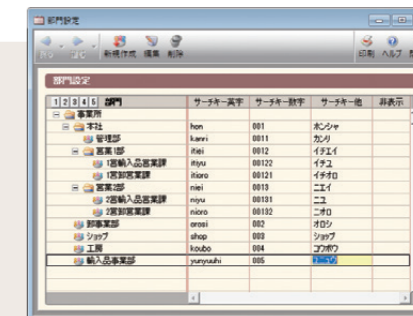 部門設定
戻る 進む 新規作成 編集 削除 印刷 ヘルプ
部門設定
1 2 3 4 5 部門 サーチキー英字 サーチキー数字 サーチキー他 非表示
事業所
本社 hon 001 ホンシャ
管理部 kanri 0011 カンリ
営業1部 itiei 0012 イチエイ
1営輸入品営業課 itiyu 00122 イチユ
1営卸営業課 itioro 00121 イチオロ
営業2部 niei 0013 ニエイ
2営輸入品営業課 niyu 00131 ニユ
2営卸営業課 nioro 00132 ニオロ
卸事業部 orosi 002 オロシ
ショップ shop 003 ショップ
工房 koubo 004 コウボウ
輸入品事業部 yunyuuhi 005 ユニュウ